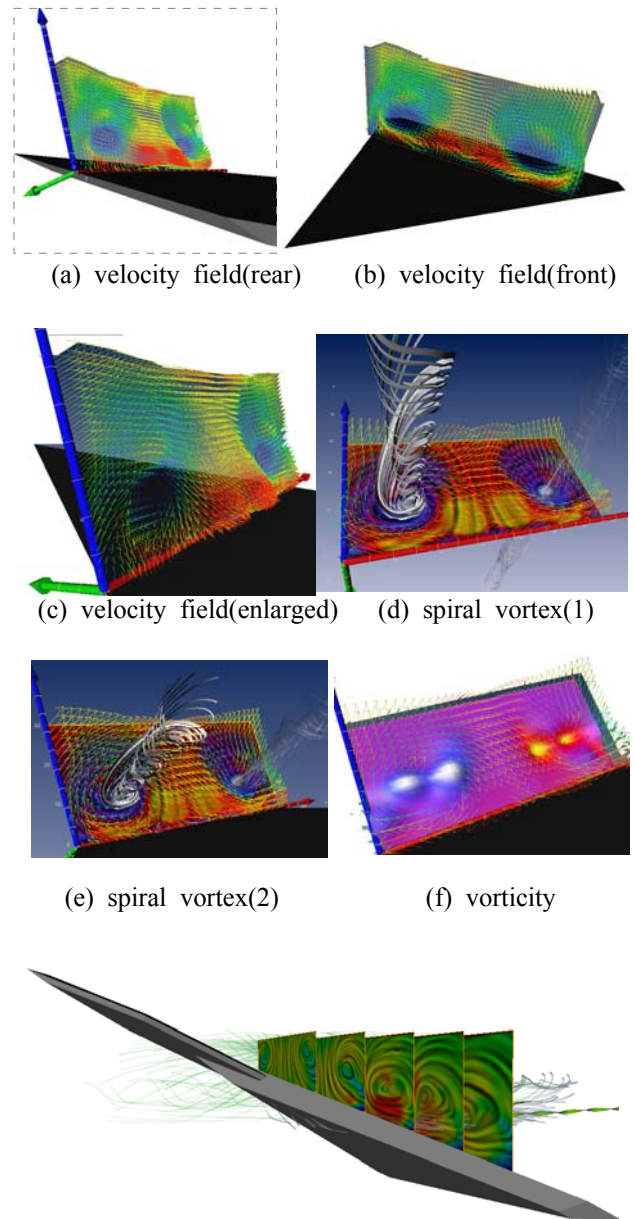 (a) velocity field(rear) (b) velocity field(front)
(c) velocity field(enlarged) (d) spiral vortex(1)
(e) spiral vortex(2) (f) vorticity